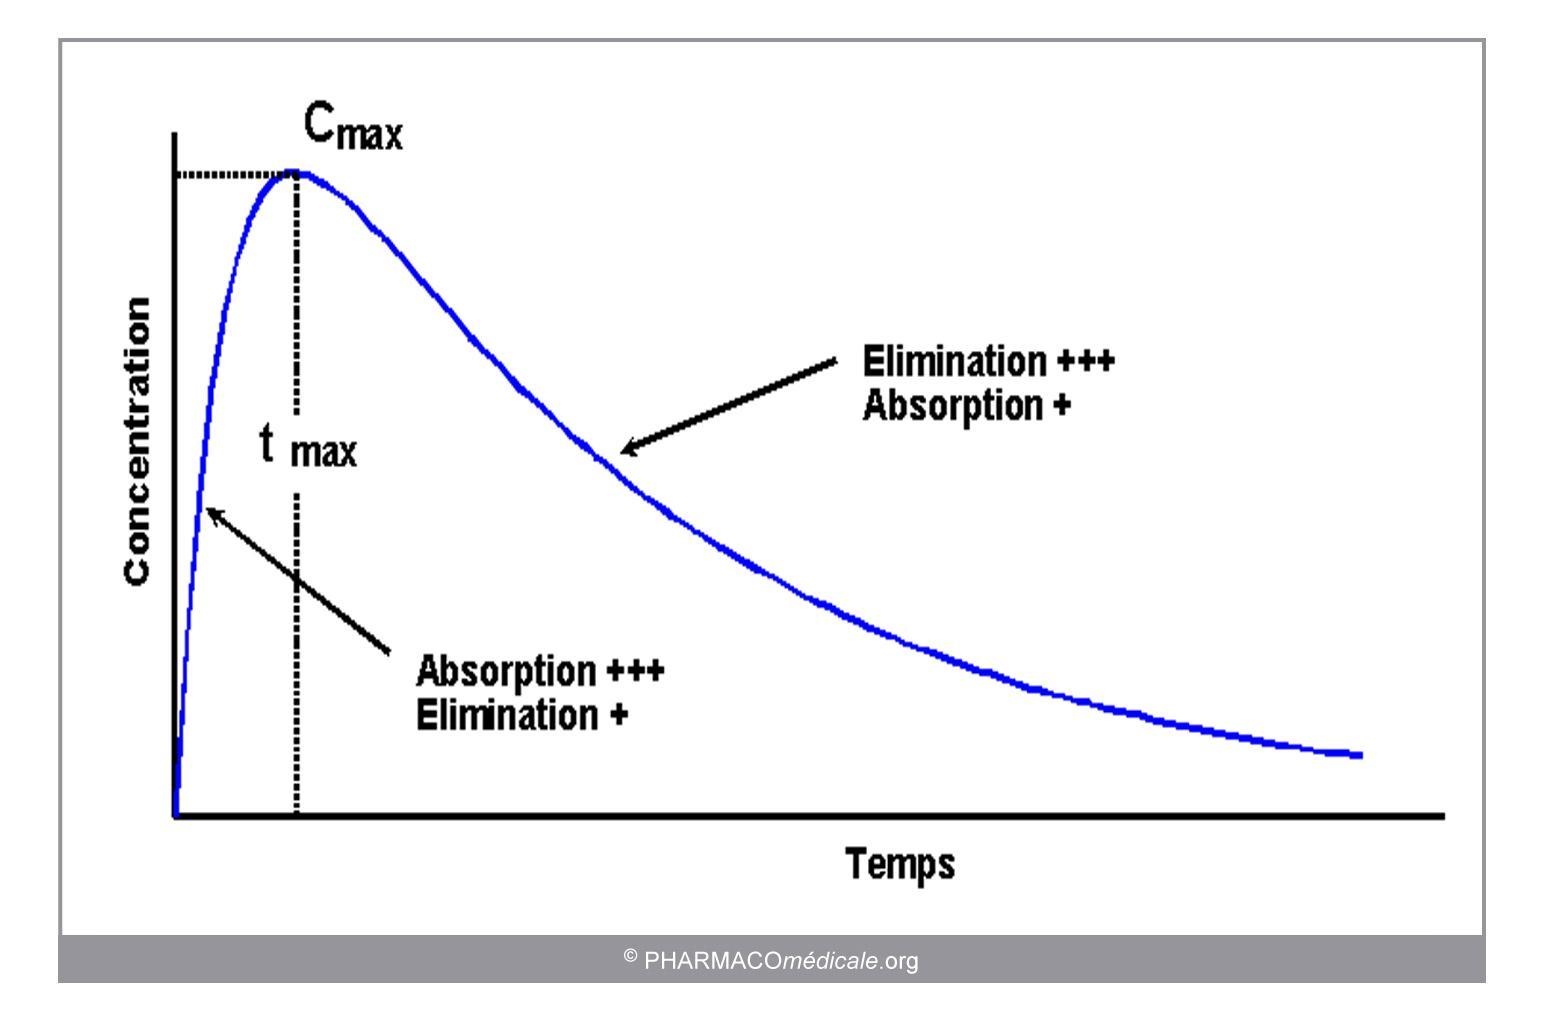 Cmax
Concentration
t max
Elimination +++
Absorption +
Absorption +++
Elimination +
Temps
© PHARMACOmédicale.org